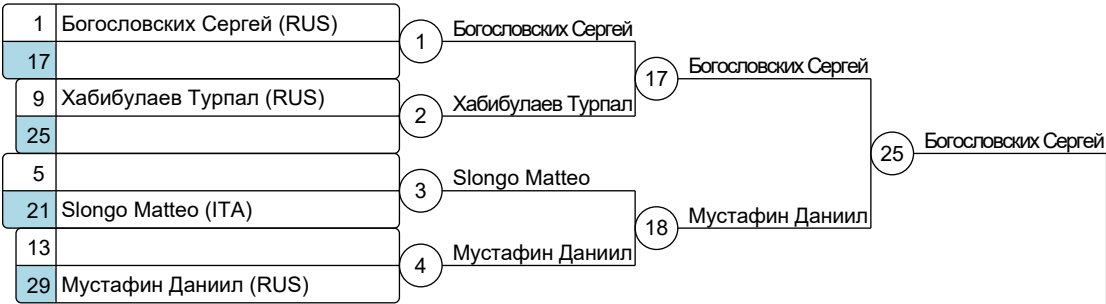 1 Богословских Сергей (RUS)
17
9 Хабибулаев Турпал (RUS)
25
5
21 Slongo Matteo (ITA)
13
29 Мустафин Даниил (RUS)
1 Богословских Сергей
2 Хабибулаев Турпал
3 Slongo Matteo
4 Мустафин Даниил
17 Богословских Сергей
18 Мустафин Даниил
25 Богословских Сергей